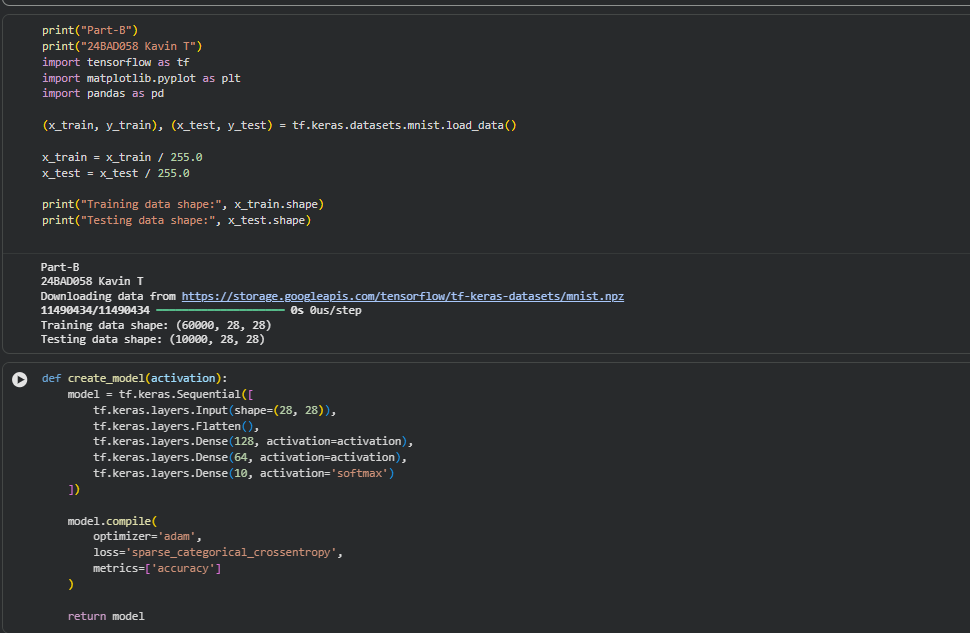 print("Part-B")
print("24BAD058 Kavin T")
import tensorflow as tf
import matplotlib.pyplot as plt
import pandas as pd
(x_train, y_train), (x_test, y_test) = tf.keras.datasets.mnist.load_data()
x_train = x_train / 255.0
x_test = x_test / 255.0
print("Training data shape:", x_train.shape)
print("Testing data shape:", x_test.shape)
Part-B
24BAD058 Kavin T
Downloading data from https://storage.googleapis.com/tensorflow/tf-keras-datasets/mnist.npz
11490434/11490434 ━━━━━━━━━━━━━━━━━━━━ 0s 0us/step
Training data shape: (60000, 28, 28)
Testing data shape: (10000, 28, 28)
def create_model(activation):
    model = tf.keras.Sequential([
        tf.keras.layers.Input(shape=(28, 28)),
        tf.keras.layers.Flatten(),
        tf.keras.layers.Dense(128, activation=activation),
        tf.keras.layers.Dense(64, activation=activation),
        tf.keras.layers.Dense(10, activation='softmax')
    ])
    model.compile(
        optimizer='adam',
        loss='sparse_categorical_crossentropy',
        metrics=['accuracy']
    )
    return model